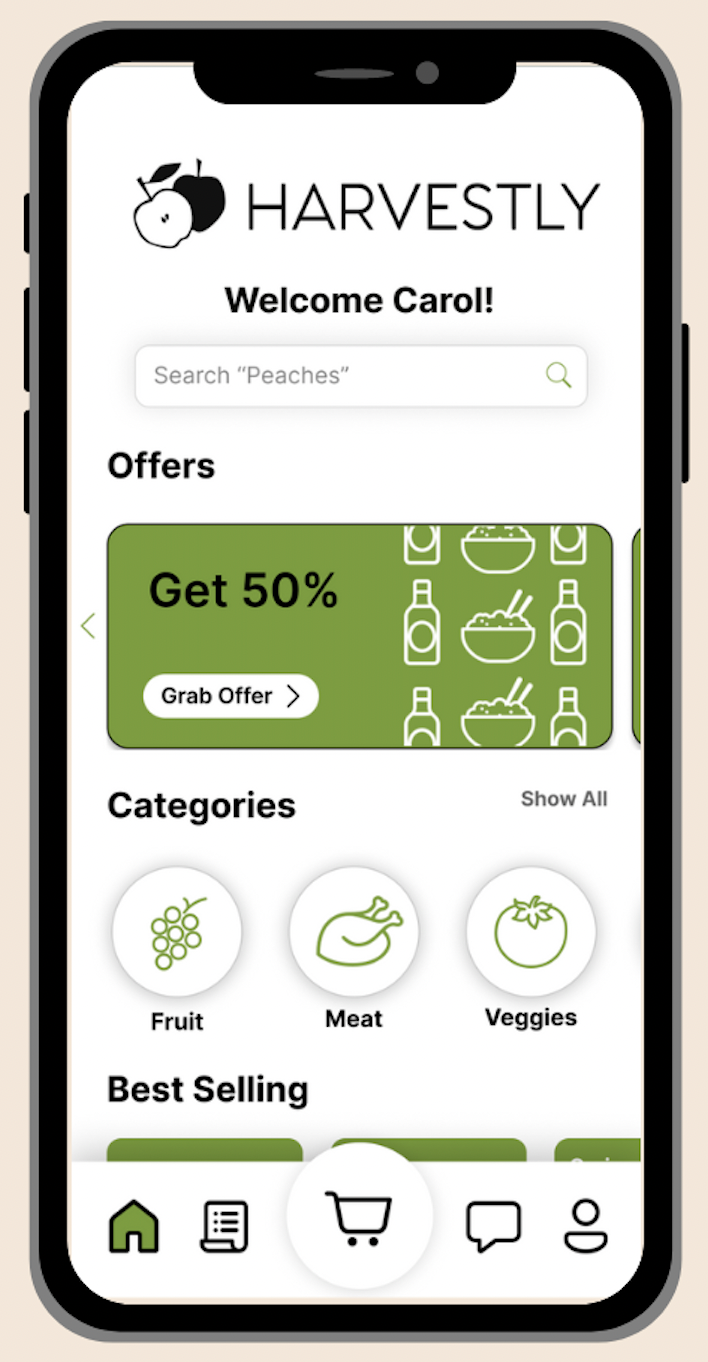 HARVESTLY
Welcome Carol!
Search “Peaches”
Offers
Get 50%
Grab Offer
Categories
Show All
Fruit
Meat
Veggies
Best Selling